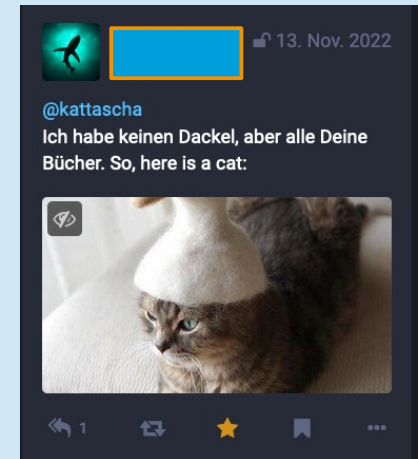 13. Nov. 2022
@kattascha
Ich habe keinen Dackel, aber alle Deine
Bücher. So, here is a cat:
1